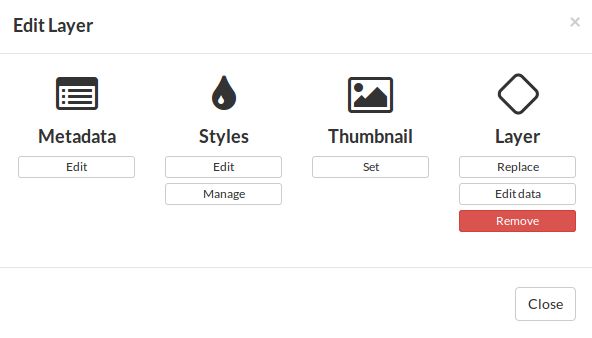 Edit Layer
×
Metadata
Edit
Styles
Edit
Manage
Thumbnail
Set
Layer
Replace
Edit data
Remove
Close